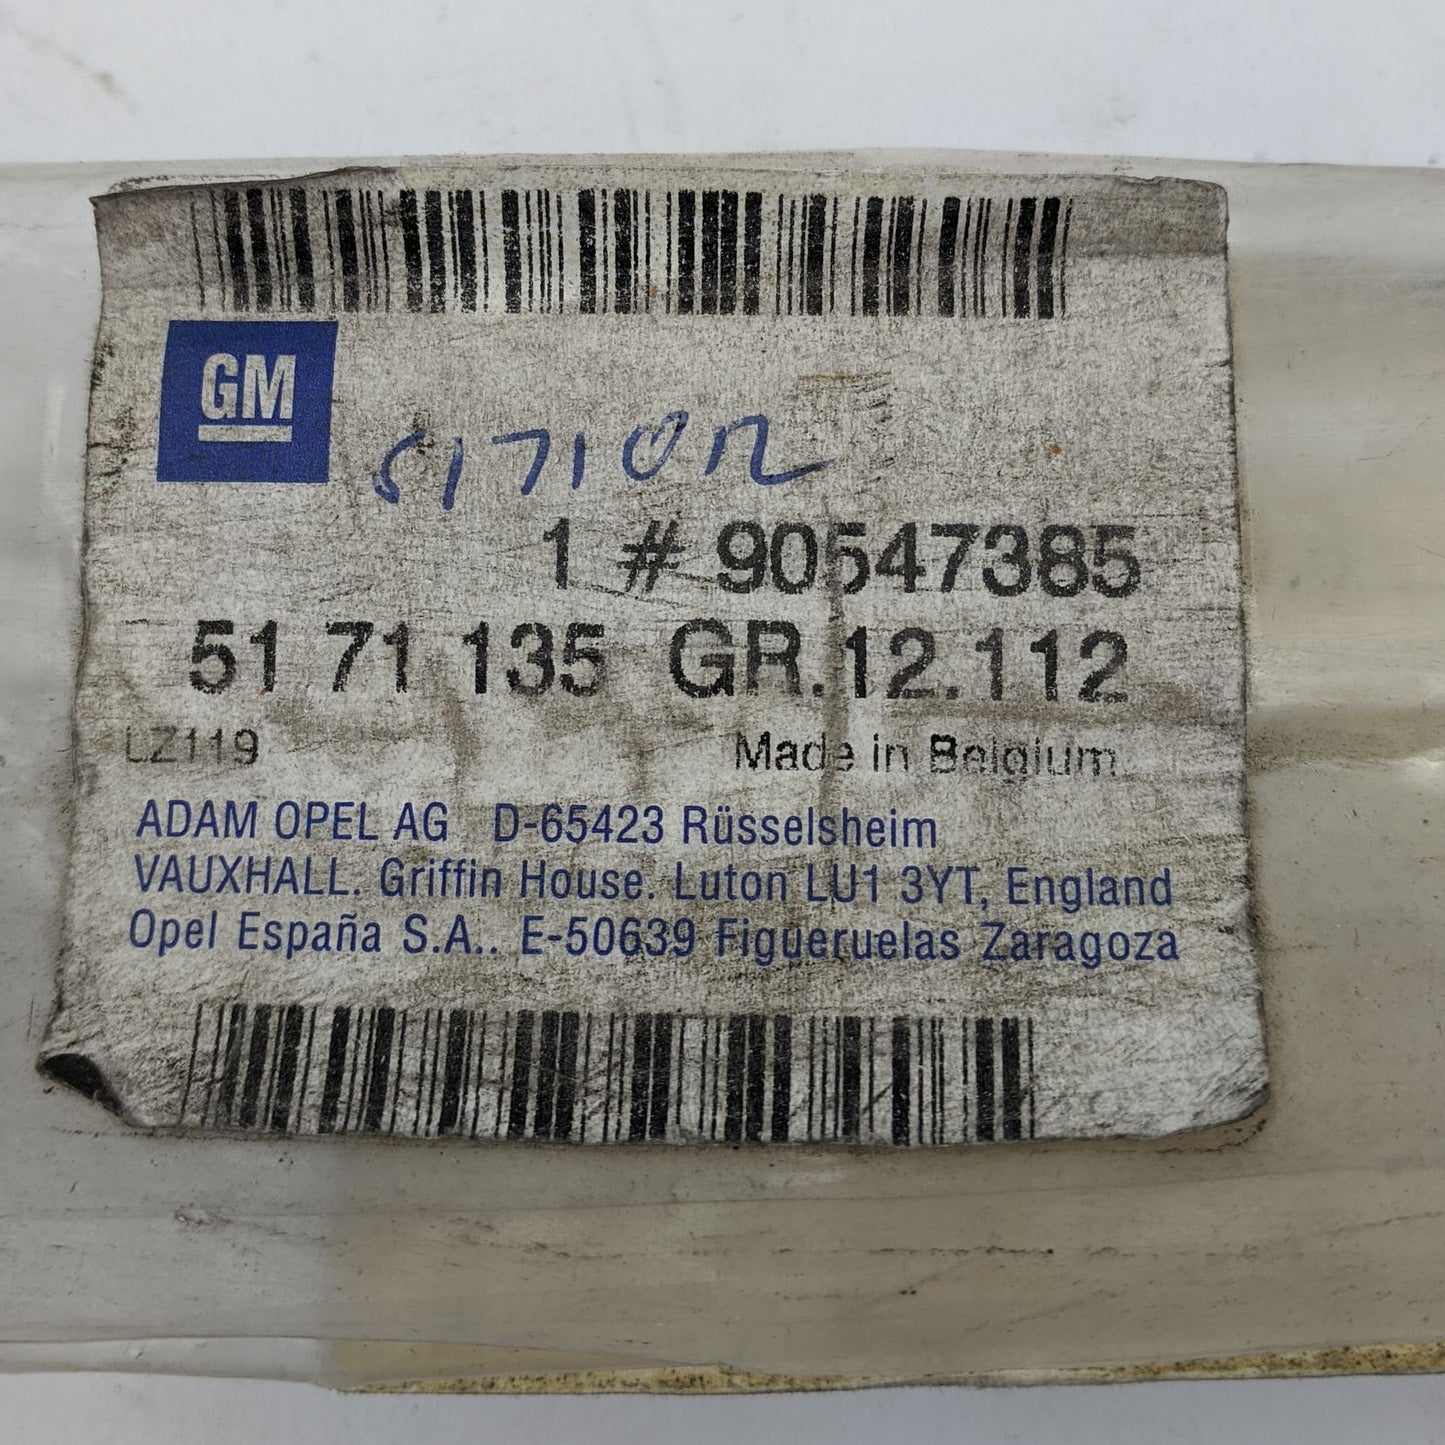 GM
1 # 90547385
51 71 135 GR.12.112
LZ119 Made in Belgium
ADAM OPEL AG D-65423 Rüsselsheim
VAUXHALL. Griffin House. Luton LU1 3YT, England
Opel España S.A.. E-50639 Figueruelas Zaragoza